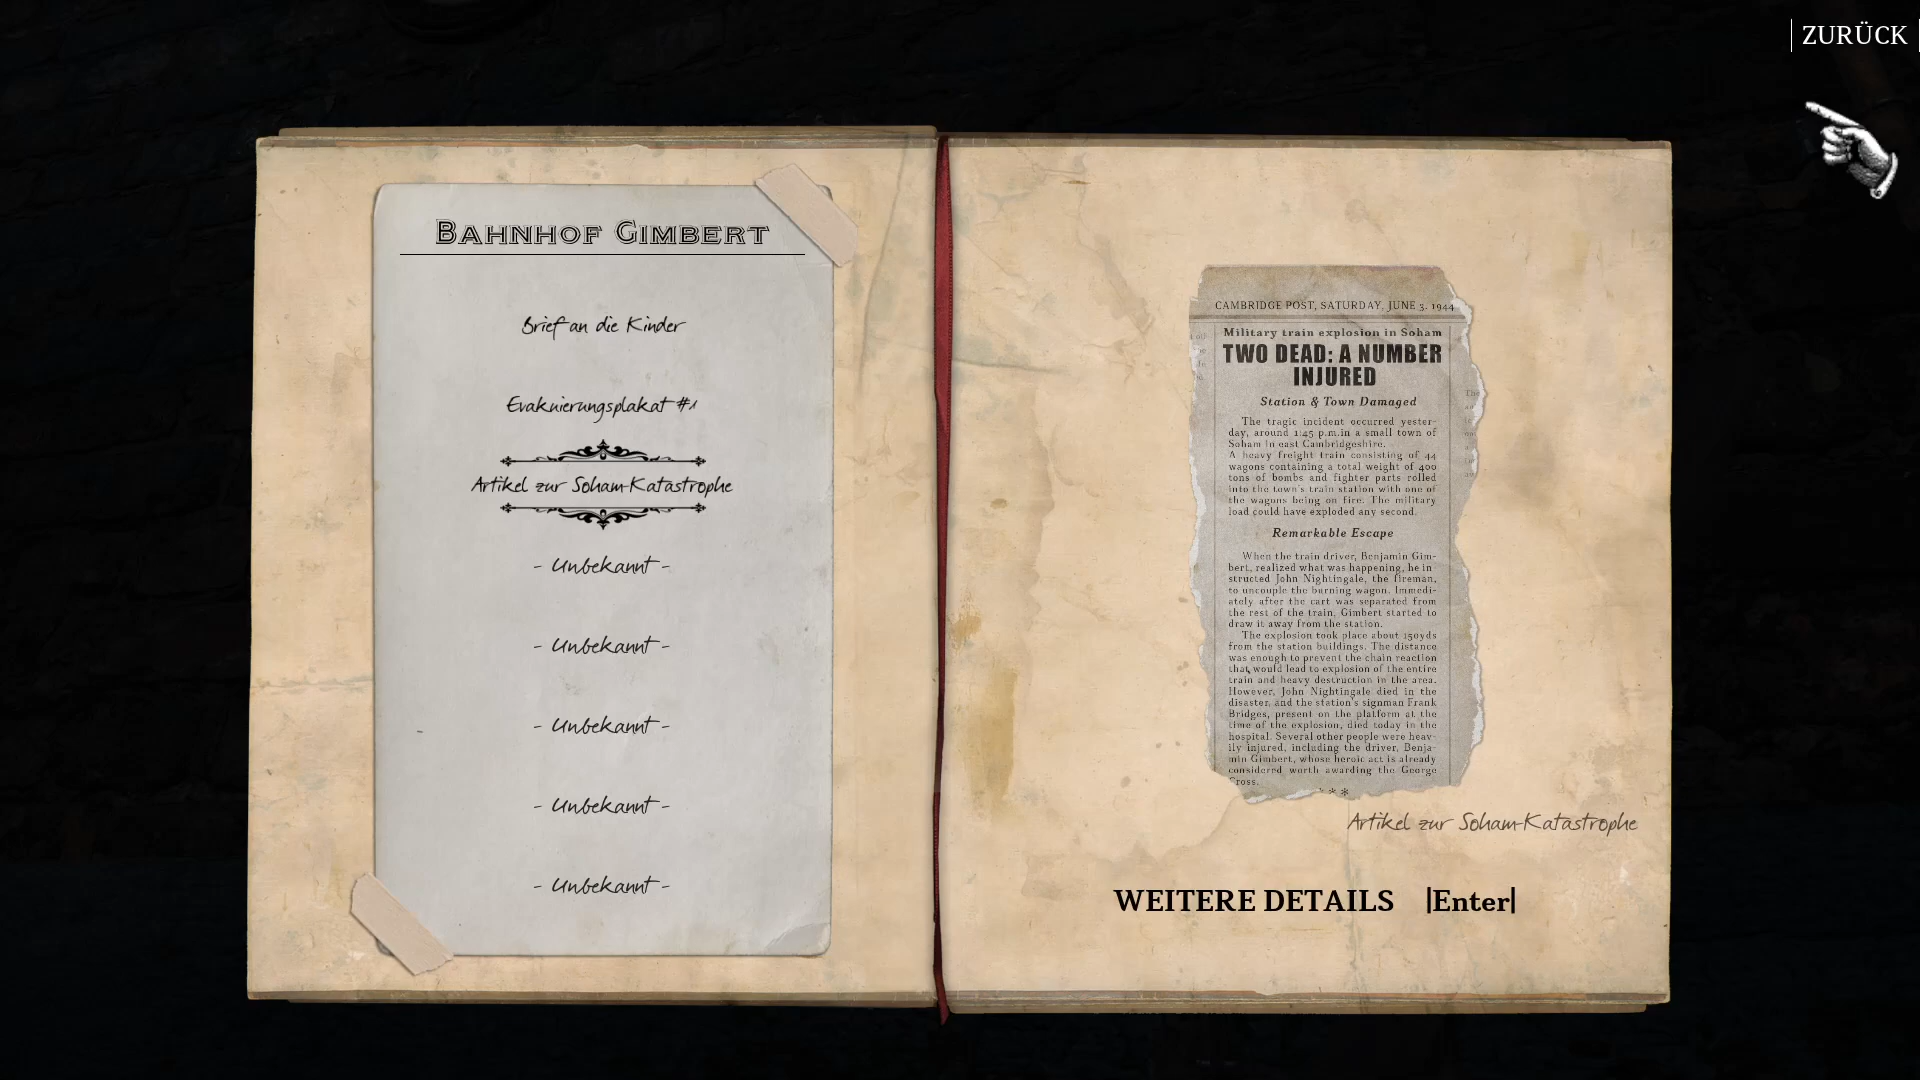 ZURÜCK
BAHNHOF GIMBERT
Brief an die Kinder
Evakuierungsplakat #1
Artikel zur Soham-Katastrophe
- Unbekannt -
- Unbekannt -
- Unbekannt -
- Unbekannt -
- Unbekannt -
CAMBRIDGE POST, SATURDAY, JUNE 3, 1944
Military train explosion in Soham
TWO DEAD: A NUMBER
INJURED
Station & Town Damaged
The tragic incident occurred yester-
day, around 1:45 p.m.in a small town of
Soham in east Cambridgeshire.
A heavy freight train consisting of 44
wagons containing a total weight of 400
tons of bombs and fighter parts rolled
into the town's train station with one of
the wagons being on fire. The military
load could have exploded any second.
Remarkable Escape
When the train driver, Benjamin Gim-
bert, realized what was happening, he in-
structed John Nightingale, the fireman,
to uncouple the burning wagon. Immedi-
ately after the cart was separated from
the rest of the train, Gimbert started to
draw it away from the station.
The explosion took place about 150yds
from the station buildings. The distance
was enough to prevent the chain reaction
that would lead to explosion of the entire
train and heavy destruction in the area.
However, John Nightingale died in the
disaster, and the station's signman Frank
Bridges, present on the platform at the
time of the explosion, died today in the
hospital. Several other people were heav-
ily injured, including the driver, Benja-
min Gimbert, whose heroic act is already
considered worth awarding the George
Cross.
* * *
Artikel zur Soham-Katastrophe
WEITERE DETAILS |Enter|